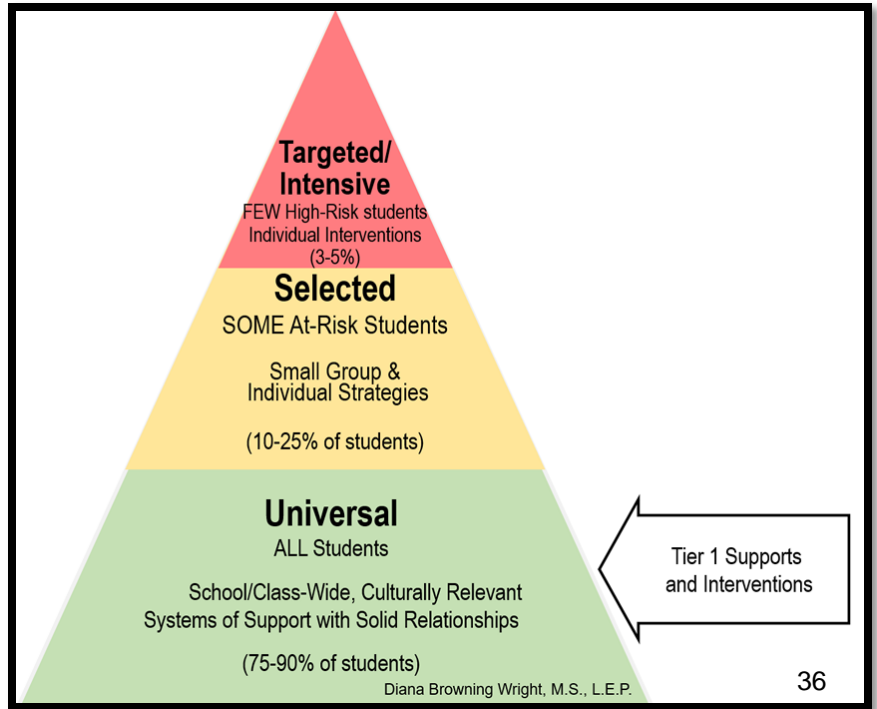 Targeted/
Intensive
FEW High-Risk students
Individual Interventions
(3-5%)
Selected
SOME At-Risk Students
Small Group &
Individual Strategies
(10-25% of students)
Universal
ALL Students
School/Class-Wide, Culturally Relevant
Systems of Support with Solid Relationships
(75-90% of students)
Tier 1 Supports
and Interventions
Diana Browning Wright, M.S., L.E.P.
36